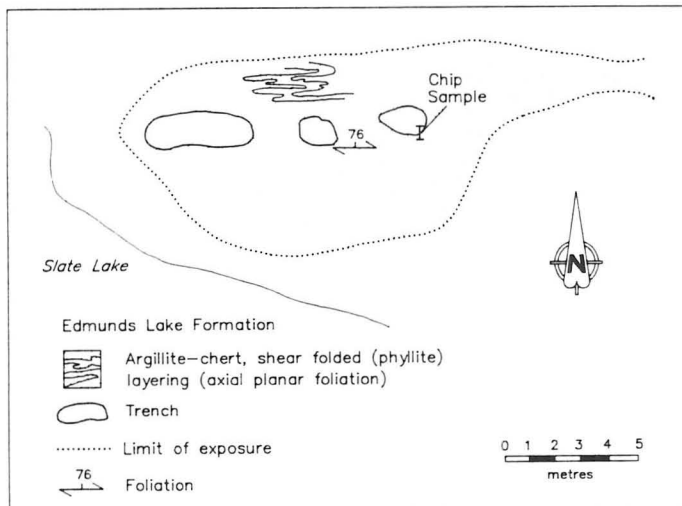 Chip
Sample
76
N
Slate Lake
Edmunds Lake Formation
Argillite-chert, shear folded (phyllite)
layering (axial planar foliation)
Trench
Limit of exposure
76
Foliation
0 1 2 3 4 5
metres